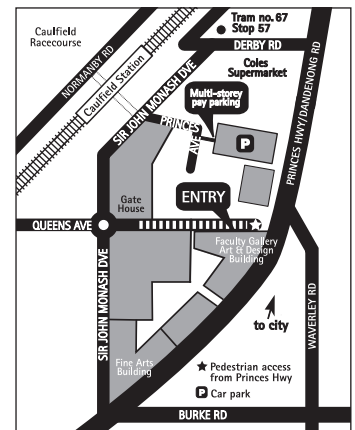 Caulfield
Racecourse
NORMANBY RD
Caulfield Station
SIR JOHN MONASH DVE
Tram no. 67
Stop 57
DERBY RD
Coles
Supermarket
Multi-storey
pay parking
PRINCES
AVE
P
PRINCES HWY/DANDENONG RD
Gate
House
ENTRY
QUEENS AVE
Faculty Gallery
Art & Design
Building
SIR JOHN MONASH DVE
to city
WAVERLEY RD
Fine Arts
Building
Pedestrian access
from Princes Hwy
P Car park
BURKE RD